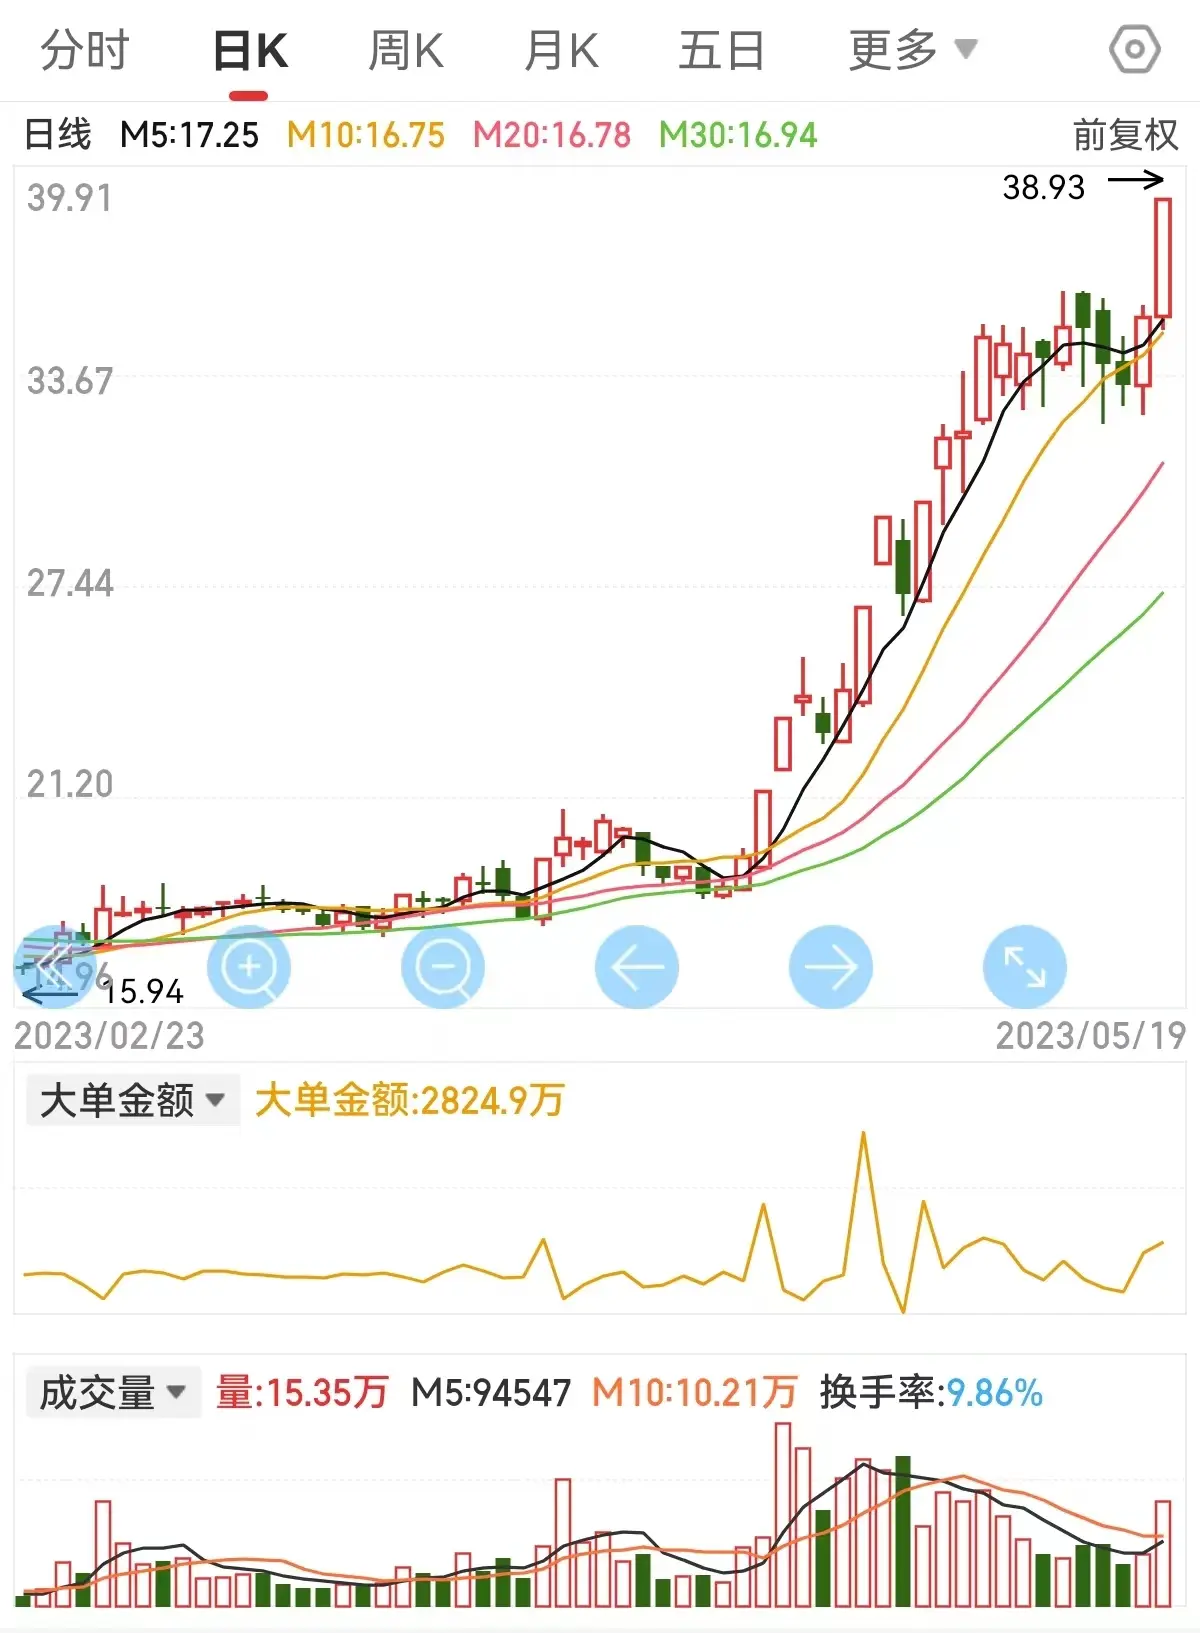 分时 日K 周K 月K 五日 更多
日线 M5:17.25 M10:16.75 M20:16.78 M30:16.94 前复权
39.91
38.93
33.67
27.44
21.20
15.94
2023/02/23 2023/05/19
大单金额 大单金额:2824.9万
成交量 量:15.35万 M5:94547 M10:10.21万 换手率:9.86%